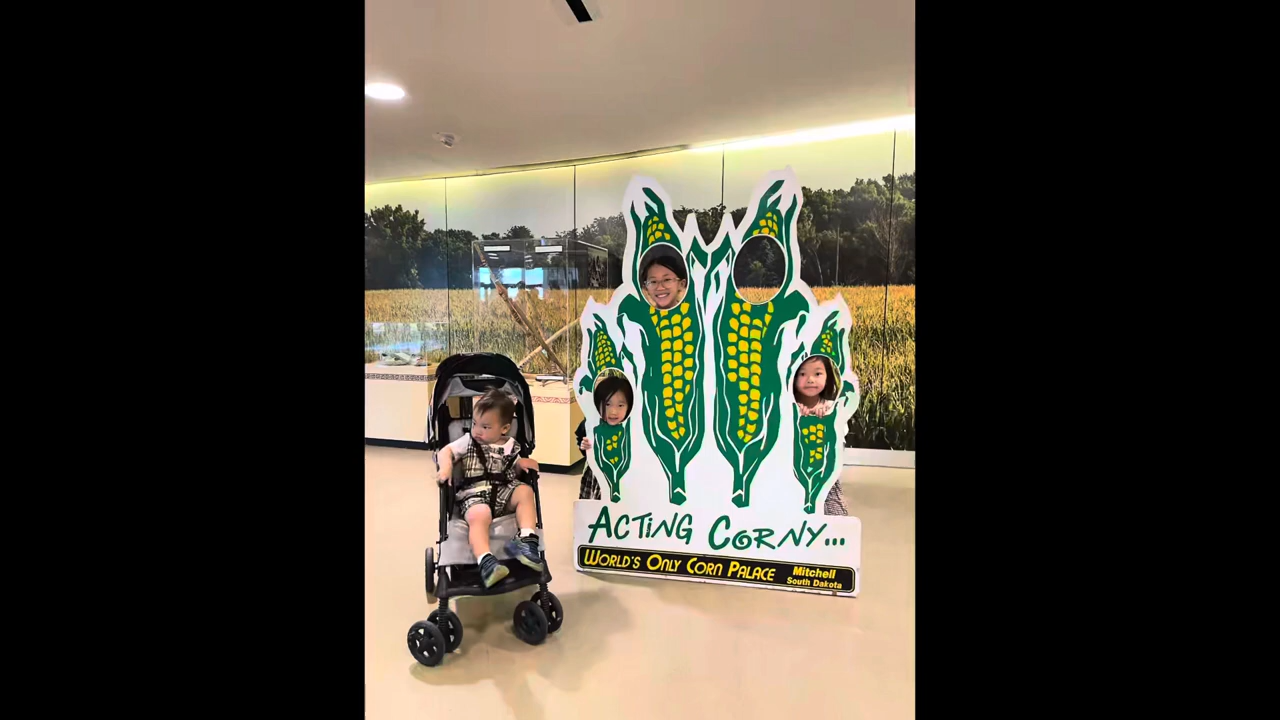 ACTING CORNY...
WORLD'S ONLY CORN PALACE
Mitchell
South Dakota